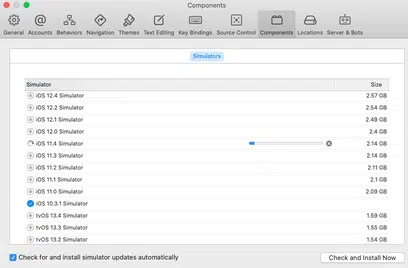 Components
General
Accounts
Behaviors
Navigation
Themes
Text Editing
Key Bindings
Source Control
Components
Locations
Server & Bots
Simulators
Simulator Size
iOS 12.4 Simulator 2.57 GB
iOS 12.2 Simulator 2.54 GB
iOS 12.1 Simulator 2.49 GB
iOS 12.0 Simulator 2.4 GB
iOS 11.4 Simulator 2.14 GB
iOS 11.3 Simulator 2.14 GB
iOS 11.2 Simulator 2.11 GB
iOS 11.1 Simulator 2.1 GB
iOS 11.0 Simulator 2.09 GB
iOS 10.3.1 Simulator
tvOS 13.4 Simulator 1.59 GB
tvOS 13.3 Simulator 1.55 GB
tvOS 13.2 Simulator 1.54 GB
Check for and install simulator updates automatically
Check and Install Now